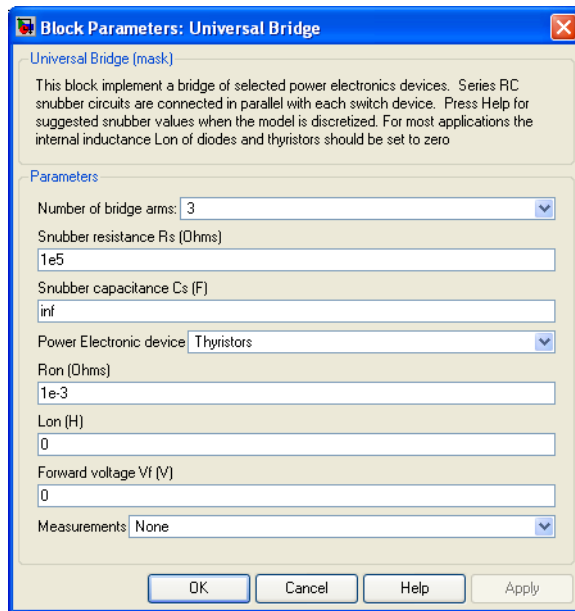 Block Parameters: Universal Bridge
Universal Bridge (mask)
This block implement a bridge of selected power electronics devices.  Series RC
snubber circuits are connected in parallel with each switch device.  Press Help for
suggested snubber values when the model is discretized. For most applications the
internal inductance Lon of diodes and thyristors should be set to zero
Parameters
Number of bridge arms: 3
Snubber resistance Rs (Ohms)
1e5
Snubber capacitance Cs (F)
inf
Power Electronic device Thyristors
Ron (Ohms)
1e-3
Lon (H)
0
Forward voltage Vf (V)
0
Measurements None
OK Cancel Help Apply